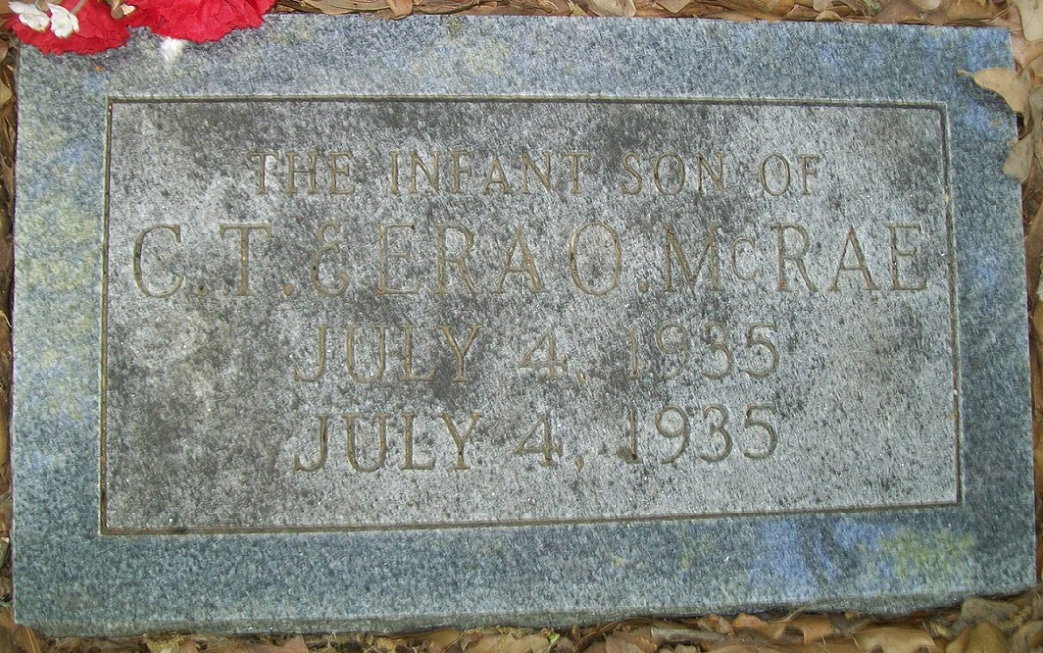 THE INFANT SON OF
C.T. & ERA O. McRAE
JULY 4, 1935
JULY 4, 1935